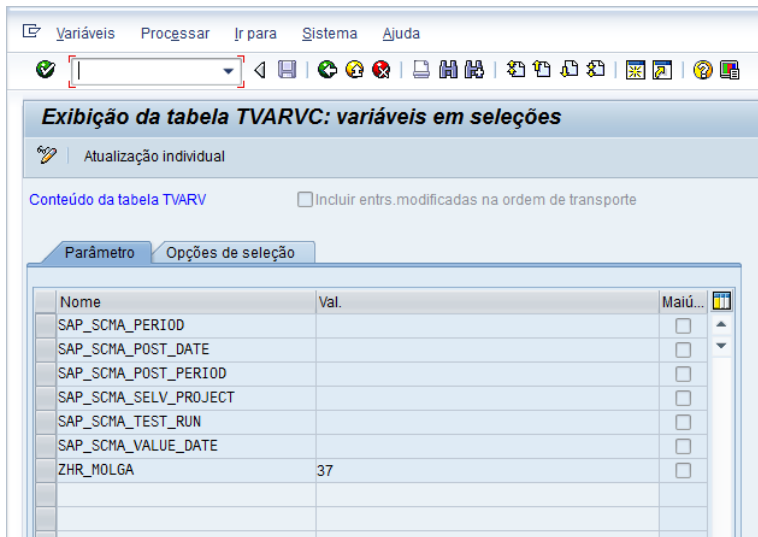 Variáveis Processar Ir para Sistema Ajuda
Exibição da tabela TVARVC: variáveis em seleções
Atualização individual
Conteúdo da tabela TVARV Incluir entrs.modificadas na ordem de transporte
Parâmetro Opções de seleção
Nome Val. Maiú...
SAP_SCMA_PERIOD
SAP_SCMA_POST_DATE
SAP_SCMA_POST_PERIOD
SAP_SCMA_SELV_PROJECT
SAP_SCMA_TEST_RUN
SAP_SCMA_VALUE_DATE
ZHR_MOLGA 37